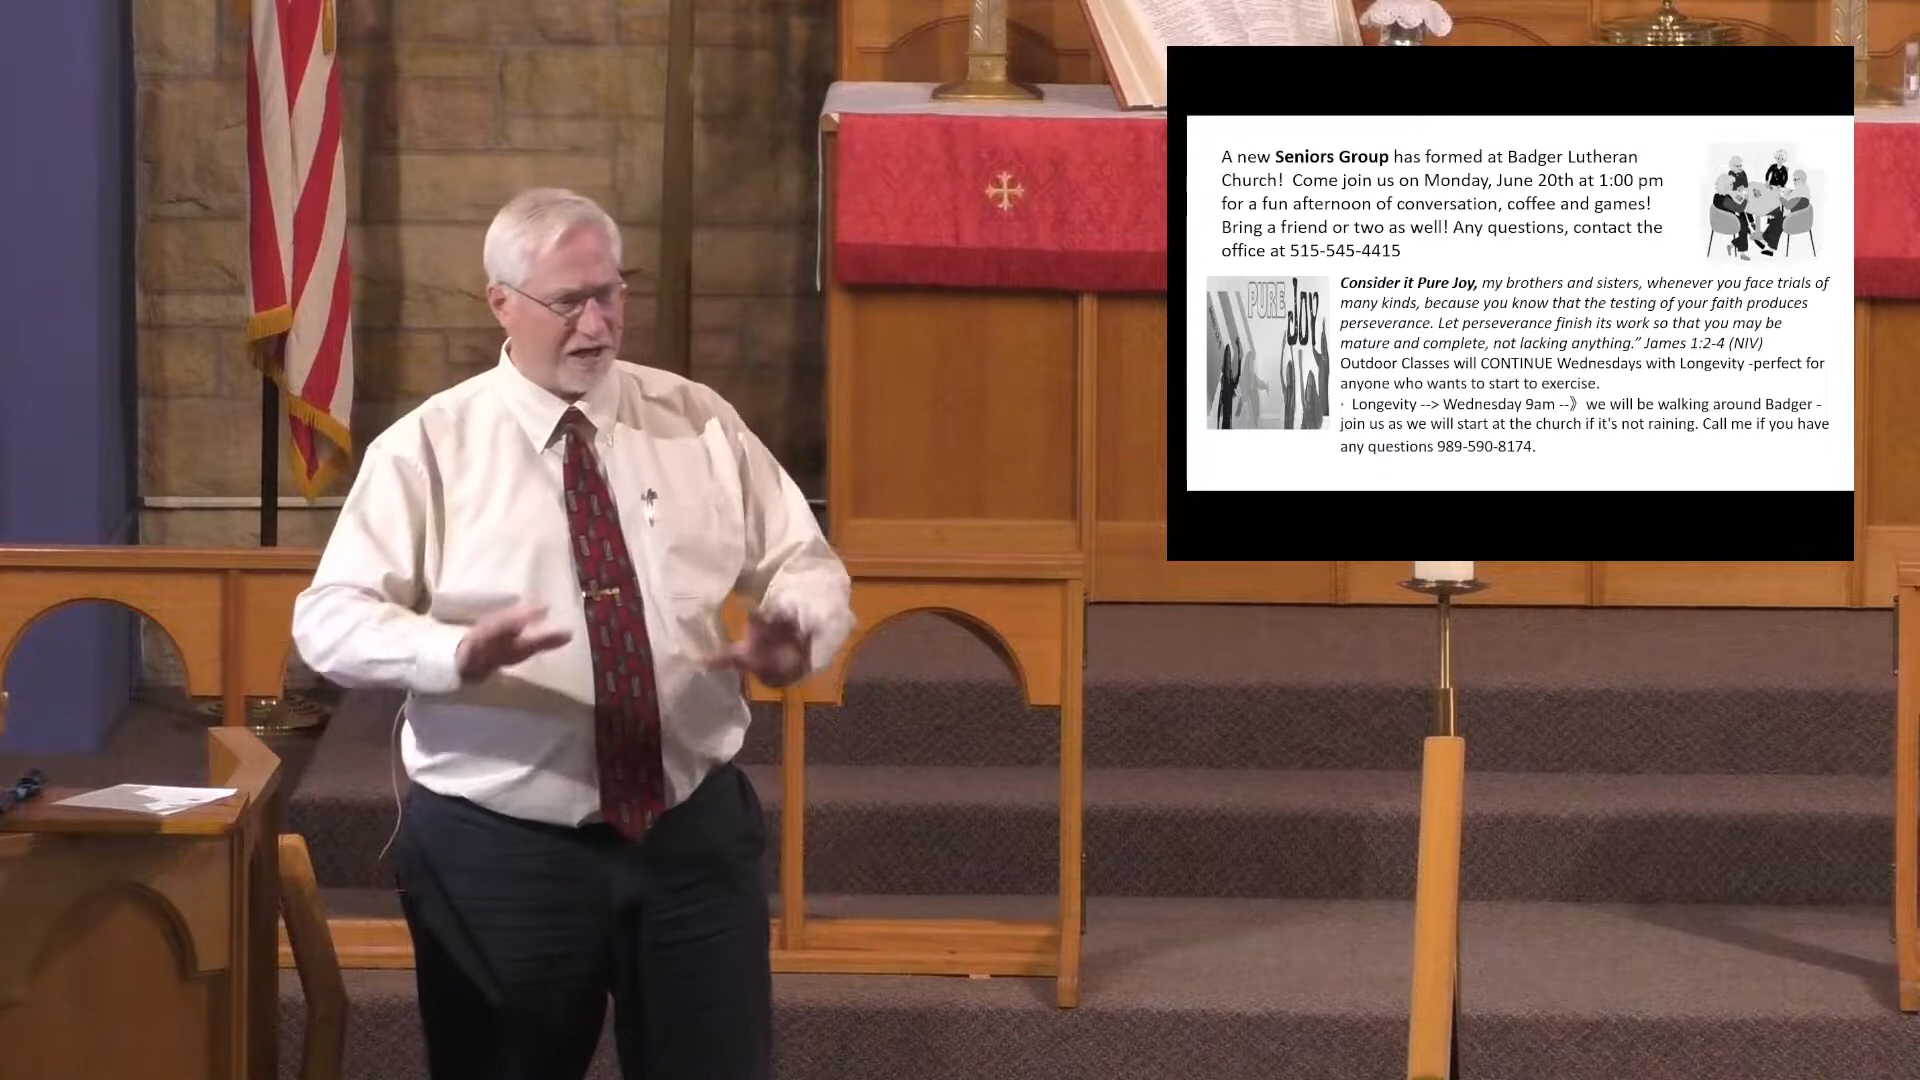 A new Seniors Group has formed at Badger Lutheran
Church!  Come join us on Monday, June 20th at 1:00 pm
for a fun afternoon of conversation, coffee and games!
Bring a friend or two as well! Any questions, contact the
office at 515-545-4415
PURE JOY
Consider it Pure Joy, my brothers and sisters, whenever you face trials of
many kinds, because you know that the testing of your faith produces
perseverance. Let perseverance finish its work so that you may be
mature and complete, not lacking anything.” James 1:2-4 (NIV)
Outdoor Classes will CONTINUE Wednesdays with Longevity -perfect for
anyone who wants to start to exercise.
· Longevity --> Wednesday 9am --》 we will be walking around Badger -
join us as we will start at the church if it's not raining. Call me if you have
any questions 989-590-8174.